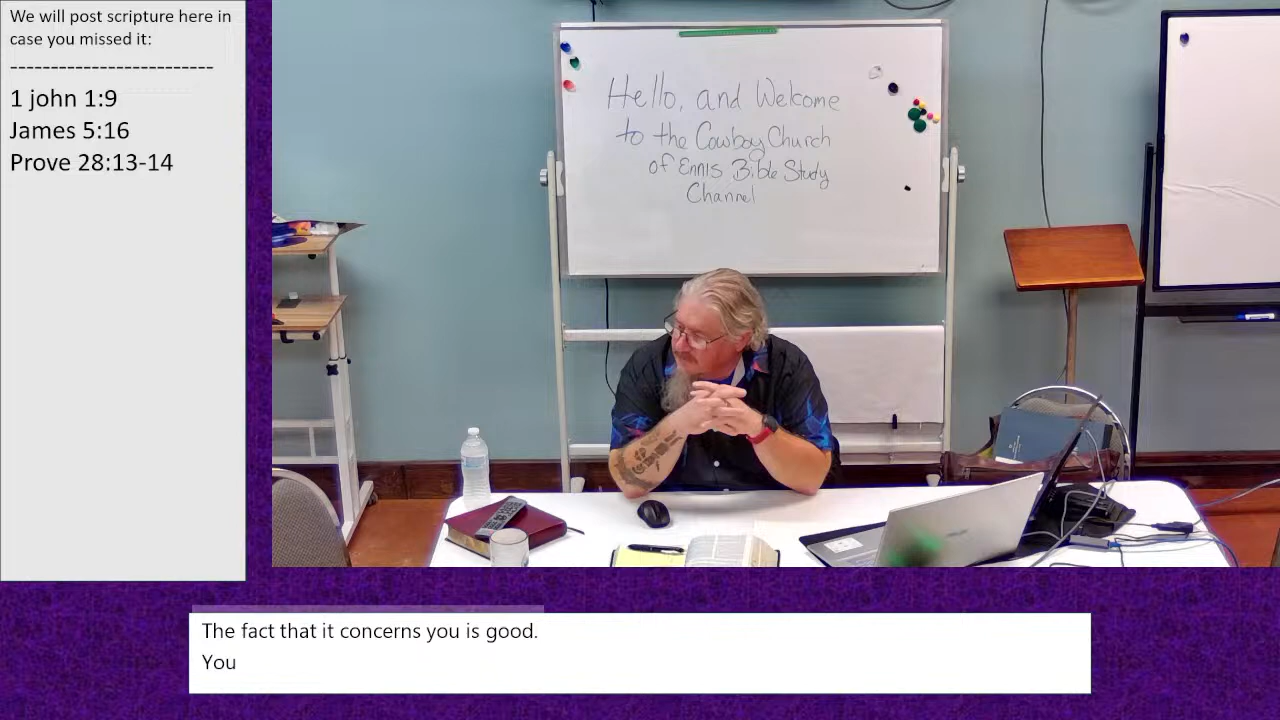 We will post scripture here in
case you missed it:
-------------------------
1 john 1:9
James 5:16
Prove 28:13-14
Hello, and Welcome
to the Cowboy Church
of Ennis Bible Study
Channel
The fact that it concerns you is good.
You